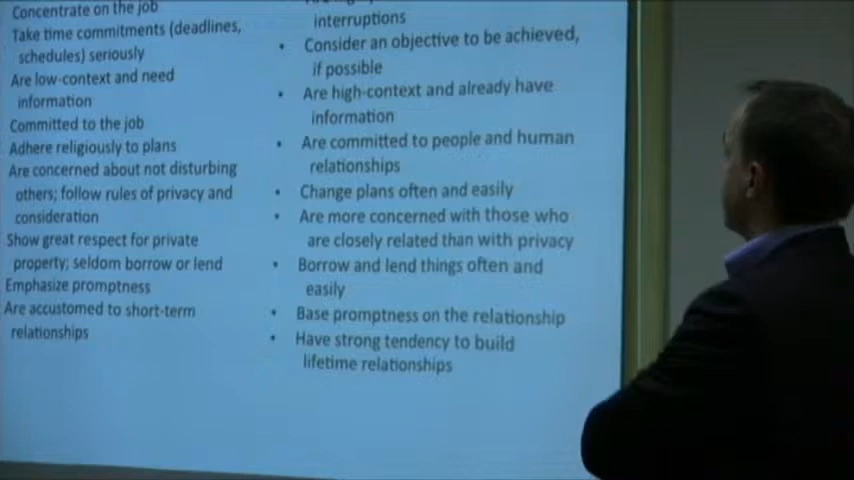 Concentrate on the job
Take time commitments (deadlines,
schedules) seriously
Are low-context and need
information
Committed to the job
Adhere religiously to plans
Are concerned about not disturbing
others; follow rules of privacy and
consideration
Show great respect for private
property; seldom borrow or lend
Emphasize promptness
Are accustomed to short-term
relationships
interruptions
• Consider an objective to be achieved,
if possible
• Are high-context and already have
information
• Are committed to people and human
relationships
• Change plans often and easily
• Are more concerned with those who
are closely related than with privacy
• Borrow and lend things often and
easily
• Base promptness on the relationship
• Have strong tendency to build
lifetime relationships